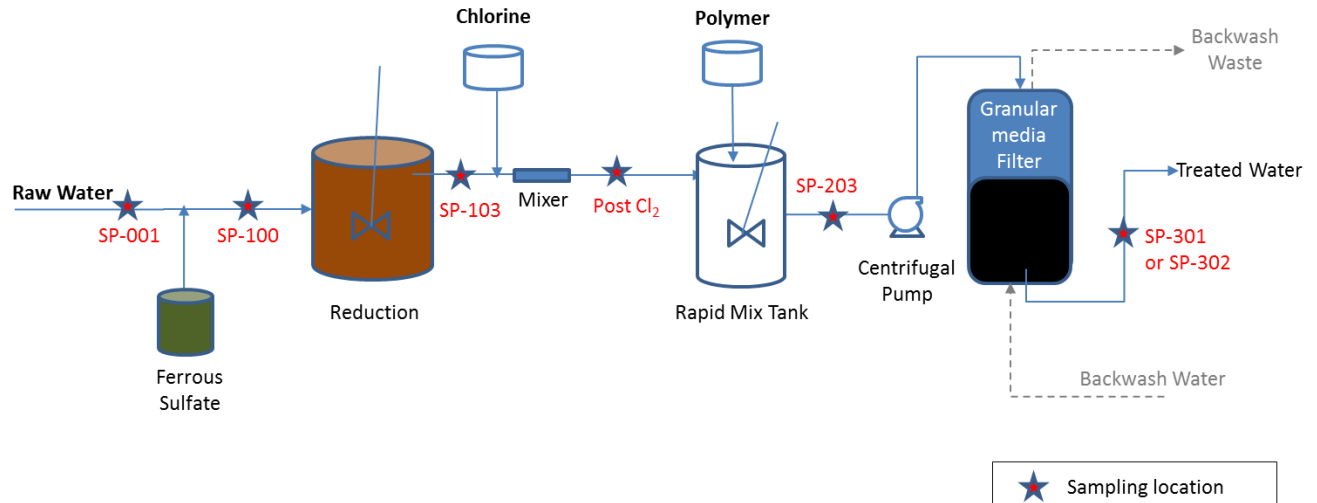 Chlorine
Polymer
Backwash
Waste
Granular
media
Filter
Raw Water
SP-001
SP-100
SP-103
Mixer
Post Cl₂
SP-203
Treated Water
SP-301
or SP-302
Centrifugal
Pump
Reduction
Rapid Mix Tank
Ferrous
Sulfate
Backwash Water
Sampling location